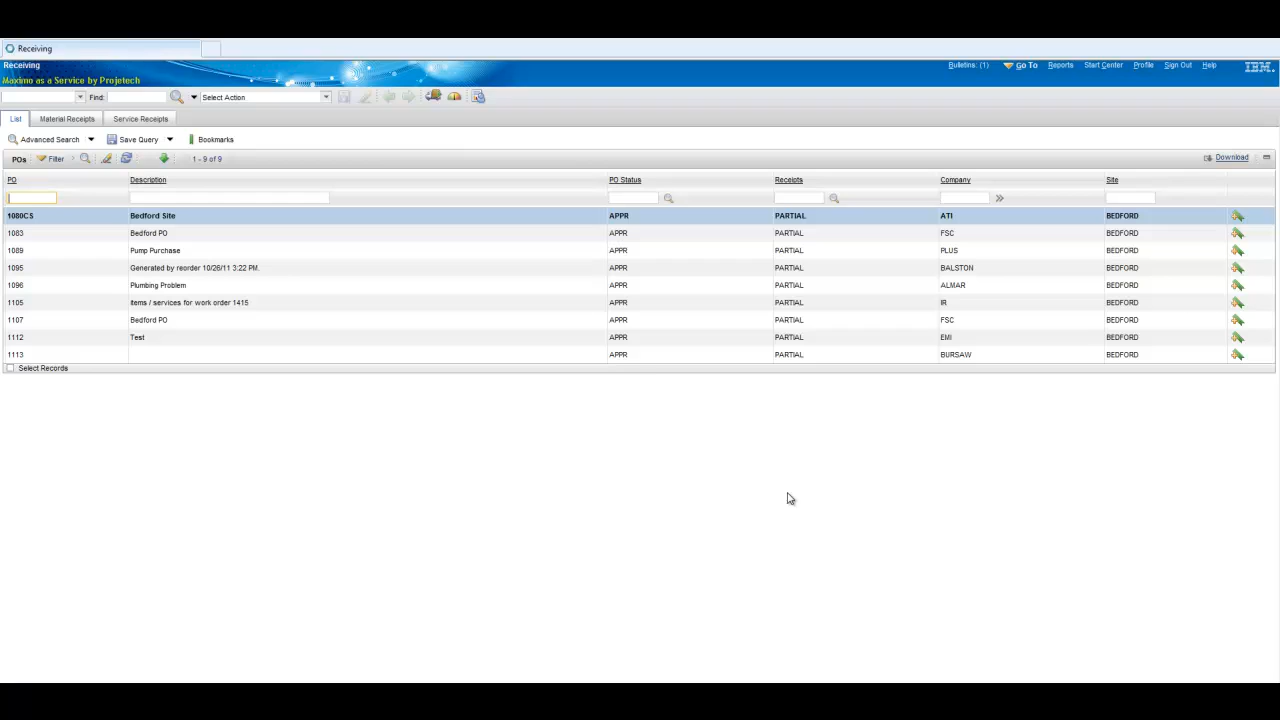 Receiving
Receiving
Bulletins: (1) Go To Reports Start Center Profile Sign Out Help IBM.
Maximo as a Service by Projetech
Find: Select Action
List Material Receipts Service Receipts
Advanced Search Save Query Bookmarks
POs Filter 1 - 9 of 9 Download
PO Description PO Status Receipts Company Site
1080CS Bedford Site APPR PARTIAL ATI BEDFORD
1083 Bedford PO APPR PARTIAL FSC BEDFORD
1089 Pump Purchase APPR PARTIAL PLUS BEDFORD
1095 Generated by reorder 10/26/11 3:22 PM. APPR PARTIAL BALSTON BEDFORD
1096 Plumbing Problem APPR PARTIAL ALMAR BEDFORD
1105 Items / services for work order 1415 APPR PARTIAL IR BEDFORD
1107 Bedford PO APPR PARTIAL FSC BEDFORD
1112 Test APPR PARTIAL EMI BEDFORD
1113 APPR PARTIAL BURSAW BEDFORD
Select Records